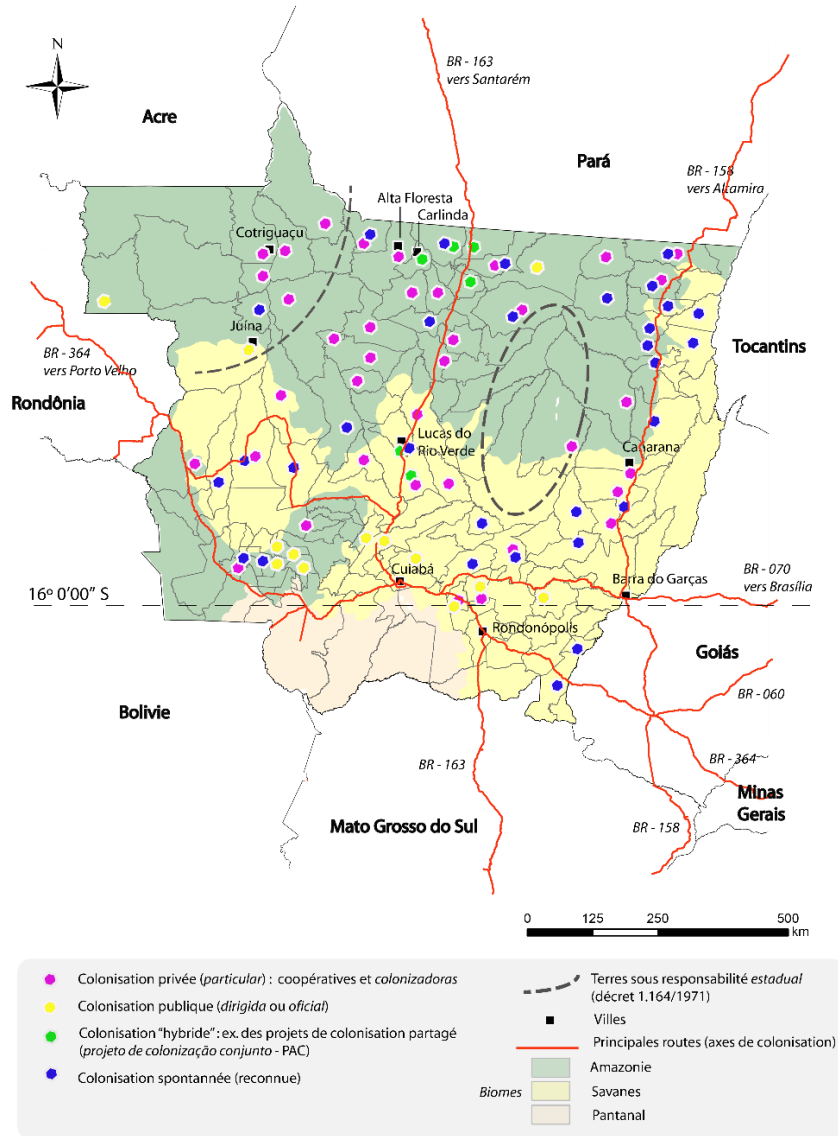 N
BR - 163
vers Santarém
Acre
Pará
BR - 158
vers Altamira
Alta Floresta
Carlinda
Cotriguaçu
Juína
BR - 364
vers Porto Velho
Tocantins
Rondônia
Lucas do
Rio Verde
Canarana
Cuiabá
BR - 070
vers Brasília
Barra do Garças
16º 0'00" S
Rondonópolis
Goiás
BR - 060
Bolivie
BR - 163
BR - 364
Minas
Gerais
Mato Grosso do Sul
BR - 158
0 125 250 500
km
Colonisation privée (particular) : coopératives et colonizadoras
Colonisation publique (dirigida ou oficial)
Colonisation "hybride" : ex. des projets de colonisation partagé
(projeto de colonização conjunto - PAC)
Colonisation spontannée (reconnue)
Terres sous responsabilité estadual
(décret 1.164/1971)
Villes
Principales routes (axes de colonisation)
Biomes
Amazonie
Savanes
Pantanal